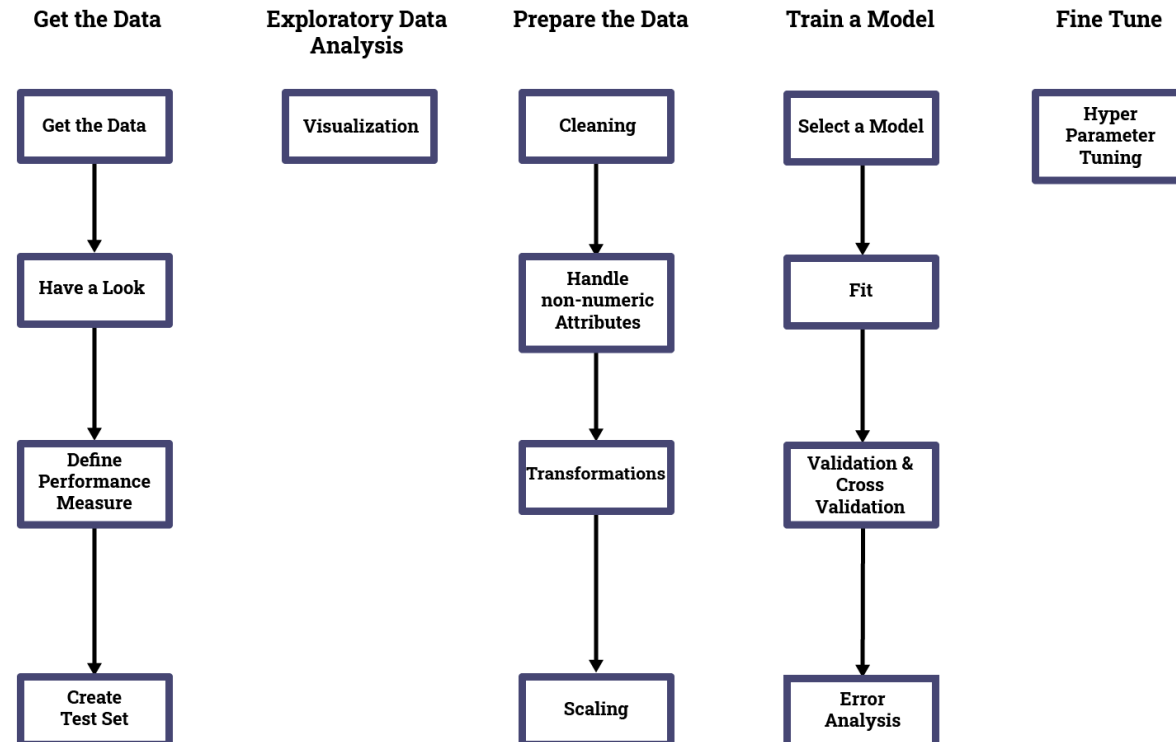 Get the Data
Exploratory Data
Analysis
Prepare the Data
Train a Model
Fine Tune
Get the Data
Have a Look
Define
Performance
Measure
Create
Test Set
Visualization
Cleaning
Handle
non-numeric
Attributes
Transformations
Scaling
Select a Model
Fit
Validation &
Cross
Validation
Error
Analysis
Hyper
Parameter
Tuning